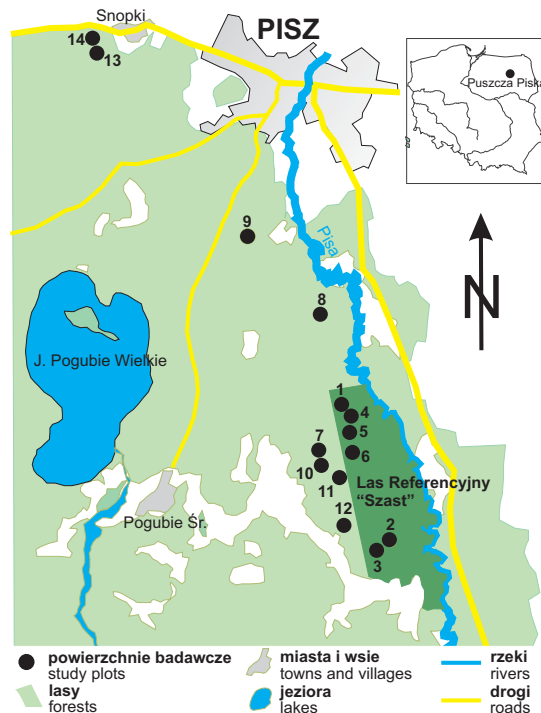 Snopki
PISZ
14
13
Puszcza Piska
9
Pisa
8
J. Pogubie Wielkie
1
4
5
7
6
10
11
Las Referencyjny
“Szast”
12
Pogubie Śr.
2
3
N
powierzchnie badawcze
study plots
miasta i wsie
towns and villages
rzeki
rivers
lasy
forests
jeziora
lakes
drogi
roads